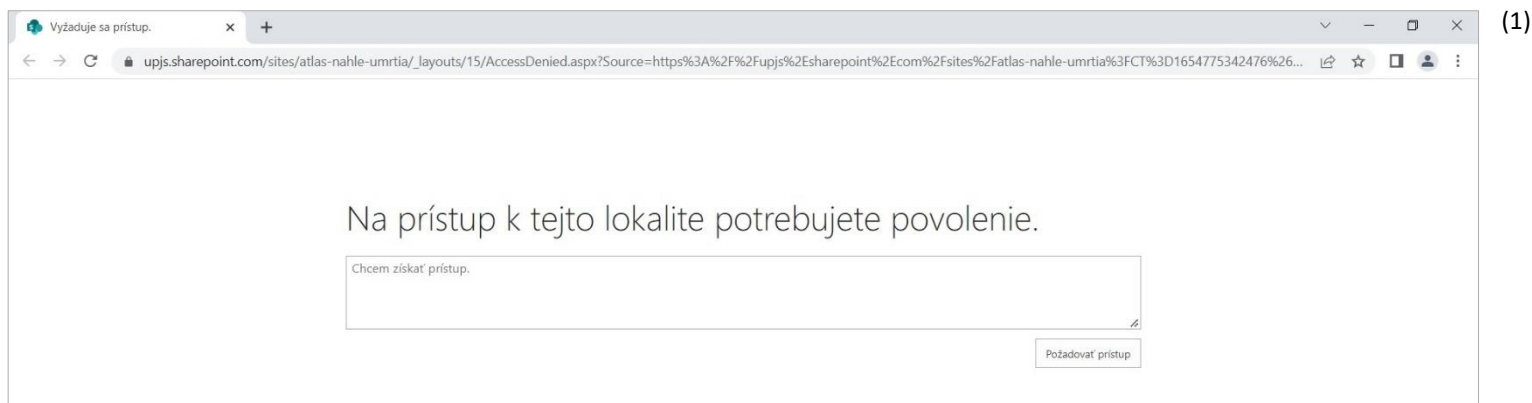 Vyžaduje sa prístup.
(1)
upjs.sharepoint.com/sites/atlas-nahle-umrtia/_layouts/15/AccessDenied.aspx?Source=https%3A%2F%2Fupjs%2Esharepoint%2Ecom%2Fsites%2Fatlas-nahle-umrtia%3FCT%3D1654775342476%26...
Na prístup k tejto lokalite potrebujete povolenie.
Chcem získať prístup.
Požadovať prístup